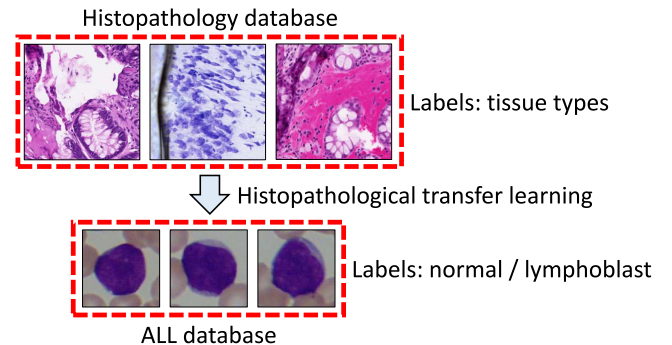 Histopathology database
Labels: tissue types
Histopathological transfer learning
Labels: normal / lymphoblast
ALL database